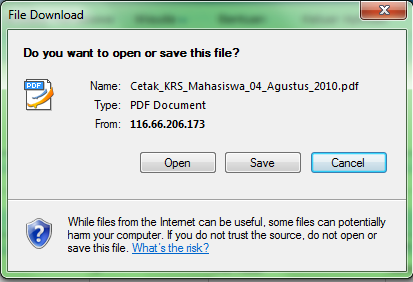 File Download
Do you want to open or save this file?
PDF
Name: Cetak_KRS_Mahasiswa_04_Agustus_2010.pdf
Type: PDF Document
From: 116.66.206.173
Open Save Cancel
While files from the Internet can be useful, some files can potentially
harm your computer. If you do not trust the source, do not open or
save this file. What's the risk?